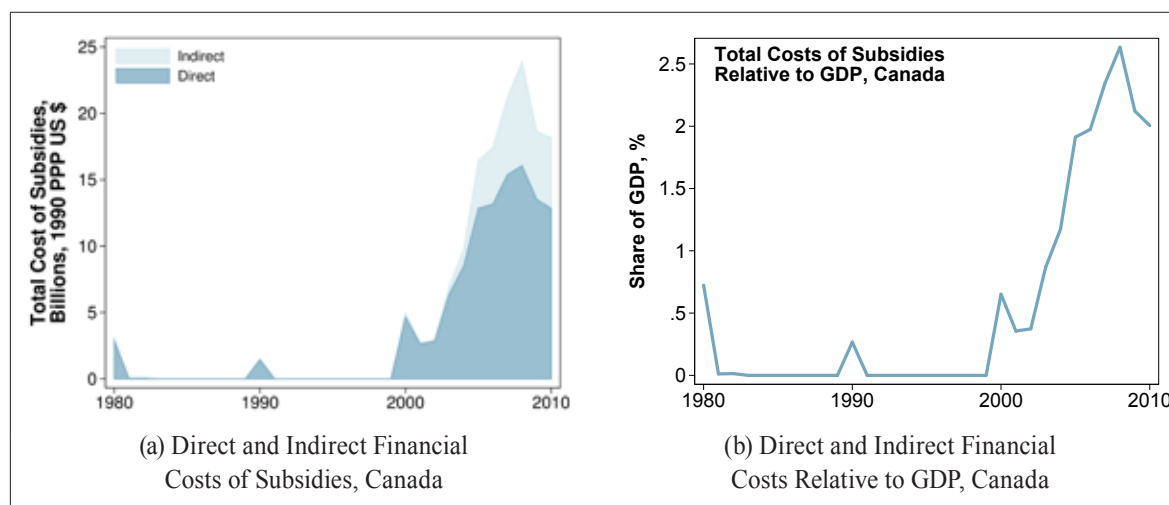 Total Cost of Subsidies,
Billions, 1990 PPP US $
25
20
15
10
5
0
Indirect
Direct
1980
1990
2000
2010
(a) Direct and Indirect Financial
Costs of Subsidies, Canada
Total Costs of Subsidies
Relative to GDP, Canada
Share of GDP, %
2.5
2
1.5
1
.5
0
1980
1990
2000
2010
(b) Direct and Indirect Financial
Costs Relative to GDP, Canada